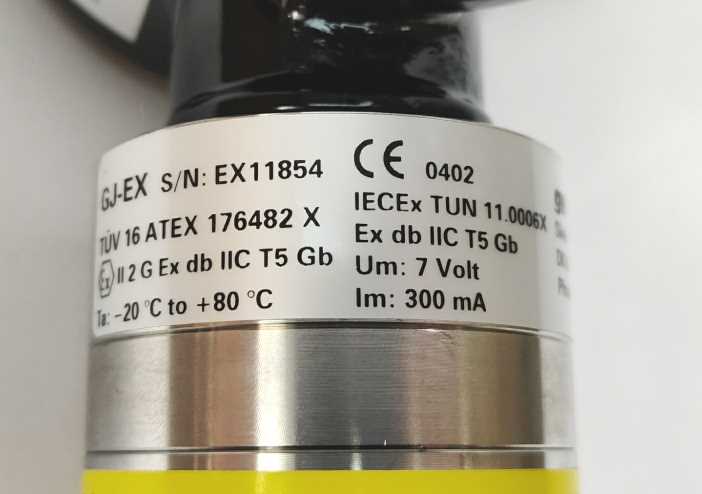 GJ-EX S/N: EX11854
TÜV 16 ATEX 176482 X
Ex II 2 G Ex db IIC T5 Gb
Ta: –20 °C to +80 °C
CE 0402
IECEx TUN 11.0006X
Ex db IIC T5 Gb
Um: 7 Volt
Im: 300 mA